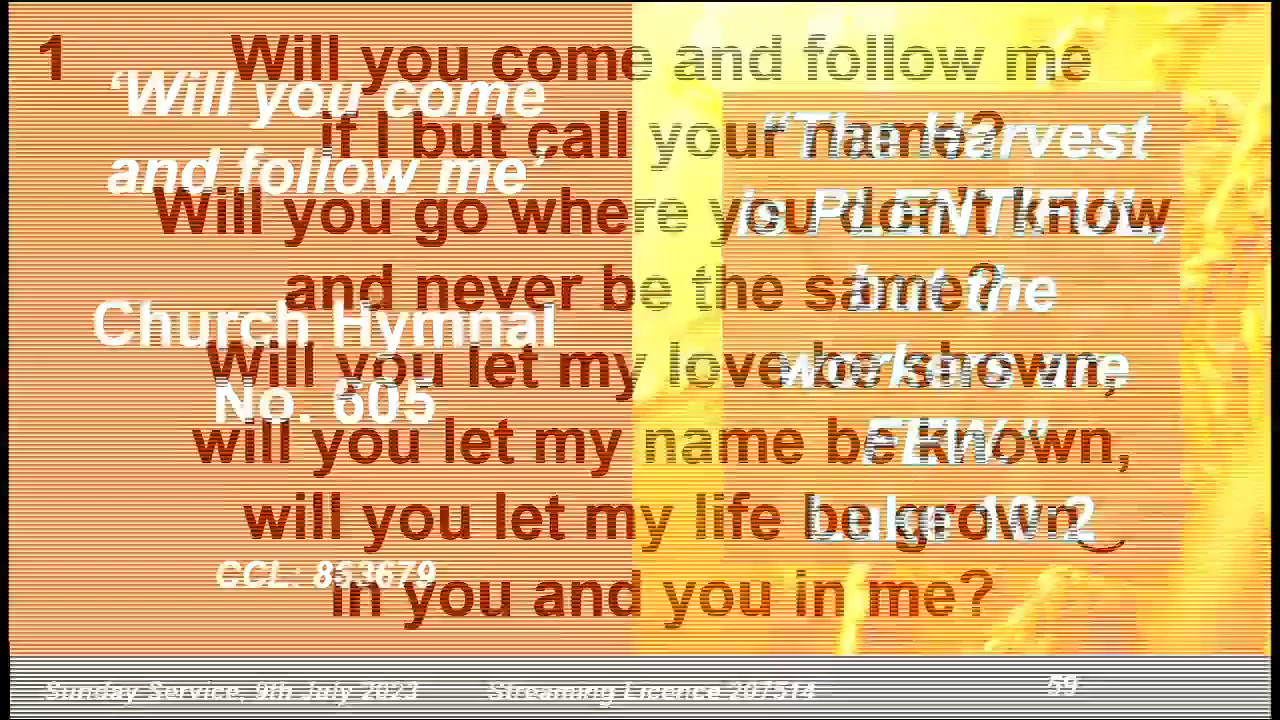 1
Will you come and follow me
if I but call your name?
Will you go where you don't know
and never be the same?
Will you let my love be shown,
will you let my name be known,
will you let my life be grown
in you and you in me?
‘Will you come
and follow me’
Church Hymnal
No. 605
CCL: 853679
“The Harvest
is PLENTIFUL,
but the
workers are
FEW.”
Luke 10:2
Sunday Service, 9th July 2023
Streaming Licence 207514
59